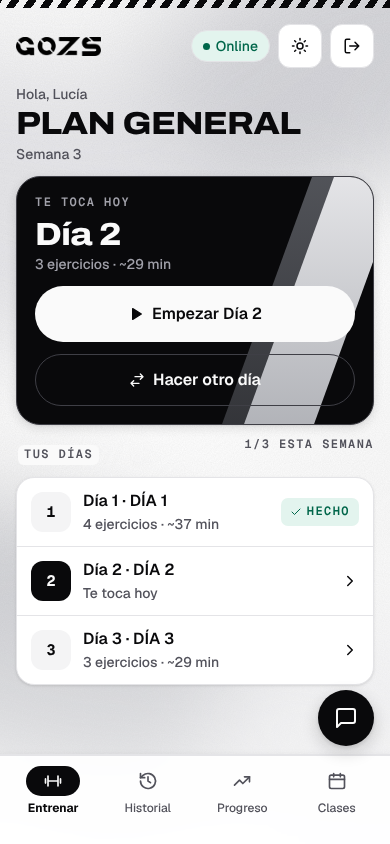 GOZS
Online
Hola, Lucía
PLAN GENERAL
Semana 3
TE TOCA HOY
Día 2
3 ejercicios · ~29 min
Empezar Día 2
Hacer otro día
TUS DÍAS
1/3 ESTA SEMANA
1
Día 1 · DÍA 1
4 ejercicios · ~37 min
HECHO
2
Día 2 · DÍA 2
Te toca hoy
3
Día 3 · DÍA 3
3 ejercicios · ~29 min
Entrenar
Historial
Progreso
Clases